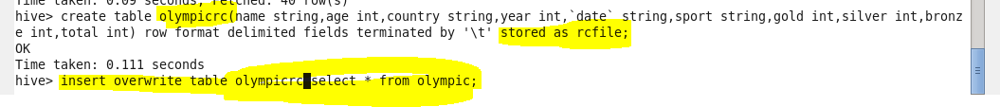 Time taken: 0.09 seconds, Fetched: 40 row(s)
hive> create table olympicrc(name string,age int,country string,year int,`date` string,sport string,gold int,silver int,bronz
e int,total int) row format delimited fields terminated by '\t' stored as rcfile;
OK
Time taken: 0.111 seconds
hive> insert overwrite table olympicrc select * from olympic;